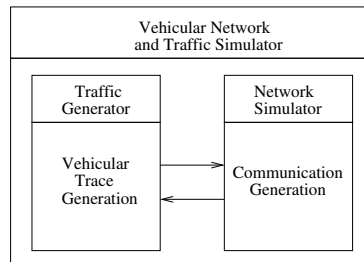 Vehicular Network
and Traffic Simulator
Traffic
Generator
Vehicular
Trace
Generation
Network
Simulator
Communication
Generation